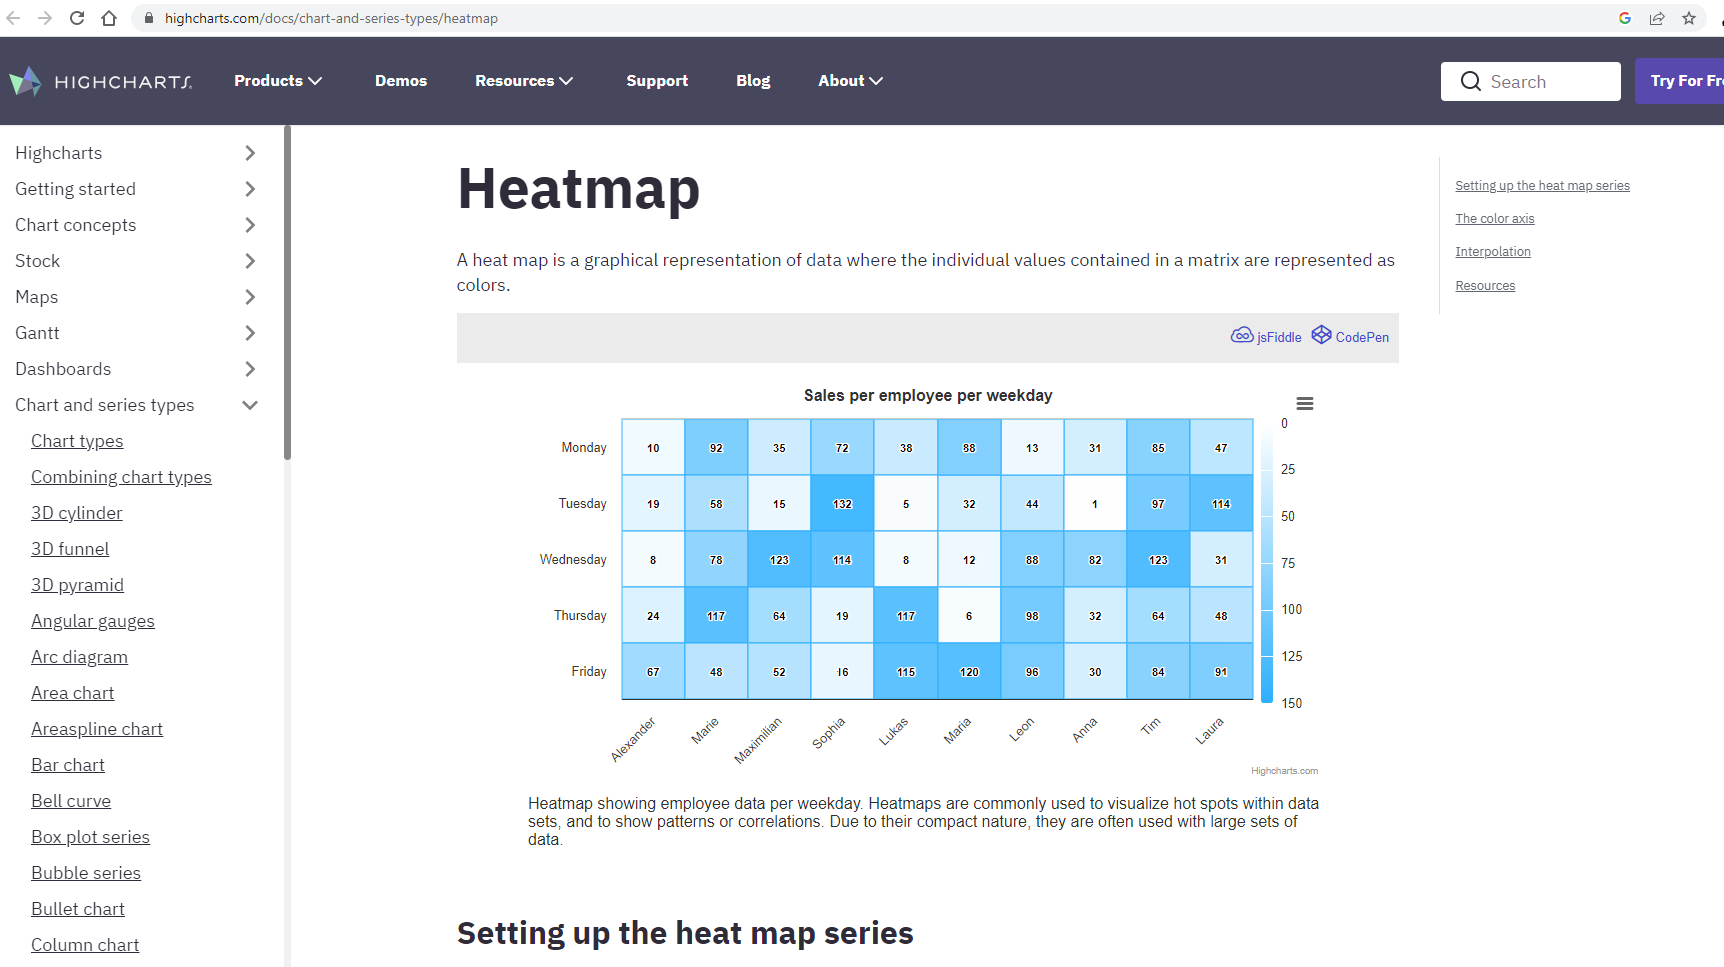 highcharts.com/docs/chart-and-series-types/heatmap
HIGHCHARTS.
Products
Demos
Resources
Support
Blog
About
Search
Try For Fr
Highcharts
Getting started
Chart concepts
Stock
Maps
Gantt
Dashboards
Chart and series types
Chart types
Combining chart types
3D cylinder
3D funnel
3D pyramid
Angular gauges
Arc diagram
Area chart
Areaspline chart
Bar chart
Bell curve
Box plot series
Bubble series
Bullet chart
Column chart
Heatmap
A heat map is a graphical representation of data where the individual values contained in a matrix are represented as
colors.
jsFiddle CodePen
Sales per employee per weekday
Monday 10 92 35 72 38 88 13 31 85 47
Tuesday 19 58 15 132 5 32 44 1 97 114
Wednesday 8 78 123 114 8 12 88 82 123 31
Thursday 24 117 64 19 117 6 98 32 64 48
Friday 67 48 52 16 115 120 96 30 84 91
Alexander Marie Maximilian Sophia Lukas Maria Leon Anna Tim Laura
0
25
50
75
100
125
150
Highcharts.com
Heatmap showing employee data per weekday. Heatmaps are commonly used to visualize hot spots within data
sets, and to show patterns or correlations. Due to their compact nature, they are often used with large sets of
data.
Setting up the heat map series
Setting up the heat map series
The color axis
Interpolation
Resources